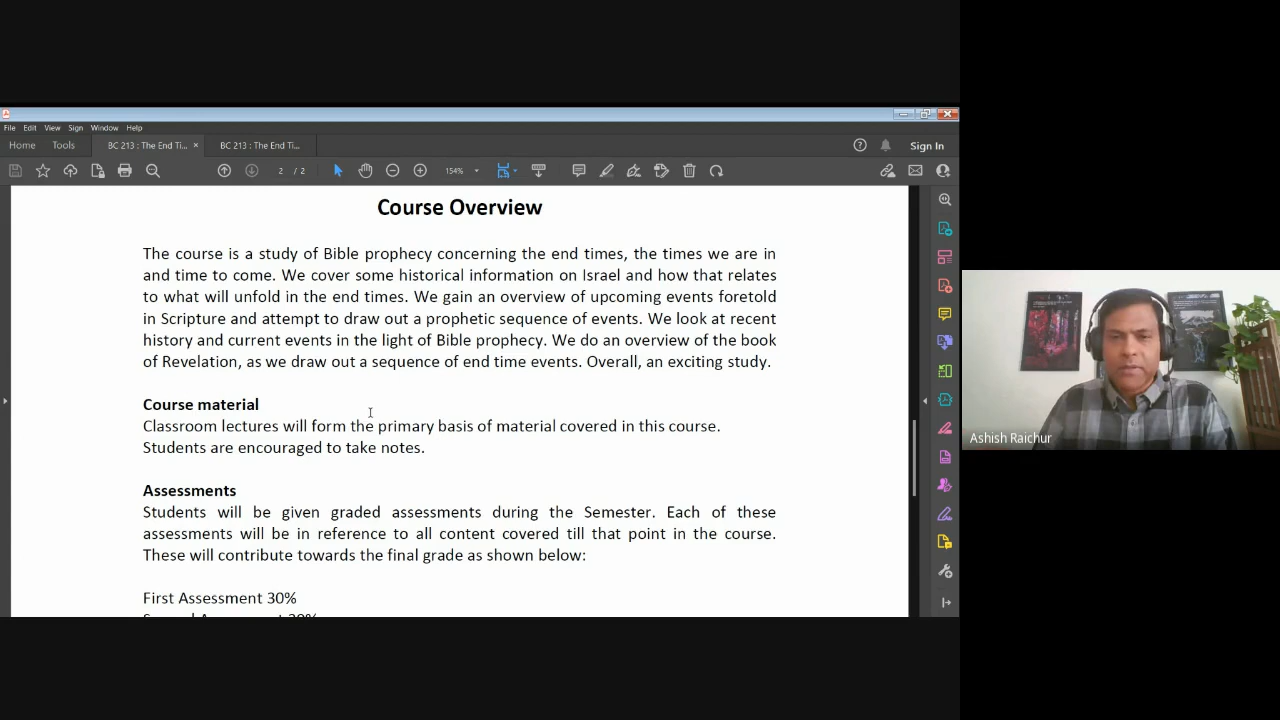 File Edit View Sign Window Help
Home Tools BC 213 : The End Ti... × BC 213 : The End Ti... Sign In
2 / 2 154%
Course Overview
The course is a study of Bible prophecy concerning the end times, the times we are in
and time to come. We cover some historical information on Israel and how that relates
to what will unfold in the end times. We gain an overview of upcoming events foretold
in Scripture and attempt to draw out a prophetic sequence of events. We look at recent
history and current events in the light of Bible prophecy. We do an overview of the book
of Revelation, as we draw out a sequence of end time events. Overall, an exciting study.
Course material
Classroom lectures will form the primary basis of material covered in this course.
Students are encouraged to take notes.
Assessments
Students will be given graded assessments during the Semester. Each of these
assessments will be in reference to all content covered till that point in the course.
These will contribute towards the final grade as shown below:
First Assessment 30%
Ashish Raichur